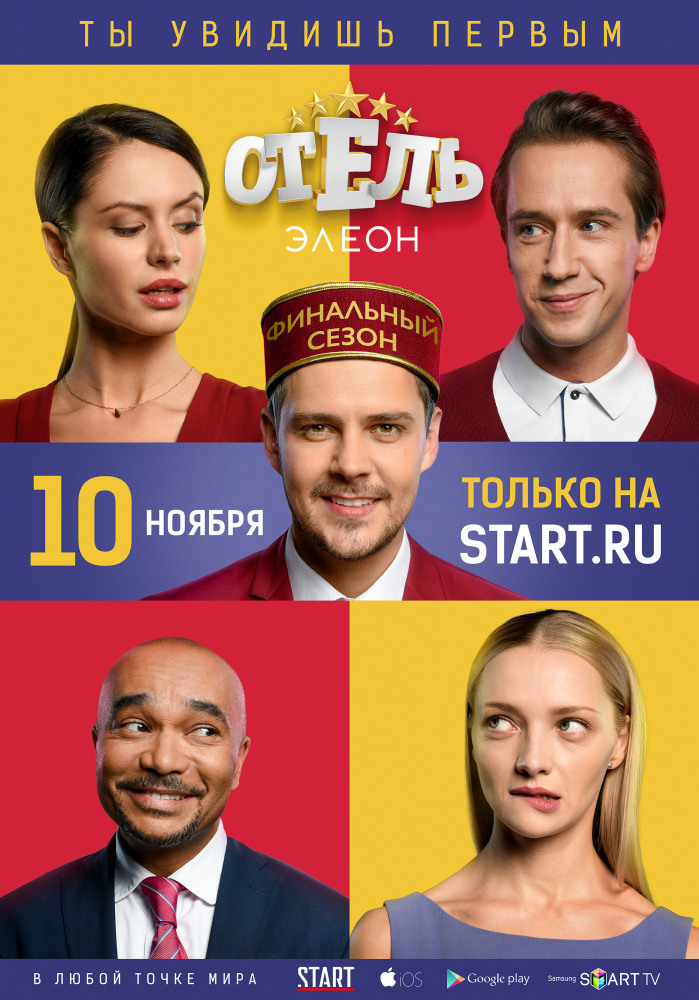 ТЫ УВИДИШЬ ПЕРВЫМ
ОТЕЛЬ
ЭЛЕОН
ФИНАЛЬНЫЙ
СЕЗОН
10 НОЯБРЯ
ТОЛЬКО НА
START.RU
В ЛЮБОЙ ТОЧКЕ МИРА START iOS Google play Samsung SMART TV